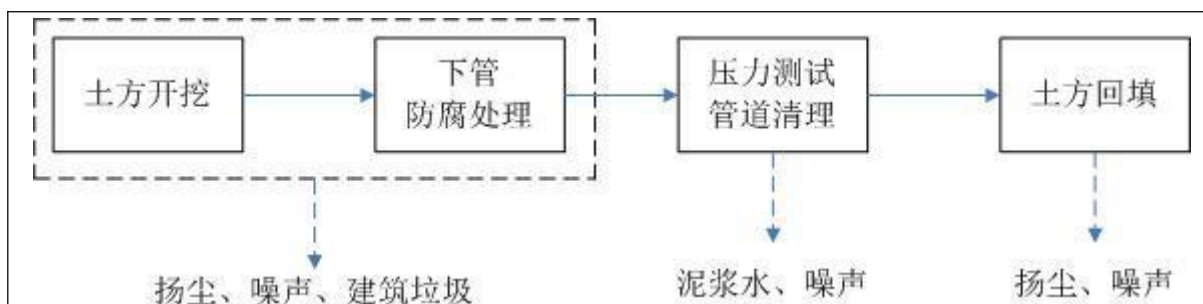 土方开挖
下管
防腐处理
压力测试
管道清理
土方回填
扬尘、噪声、建筑垃圾
泥浆水、噪声
扬尘、噪声